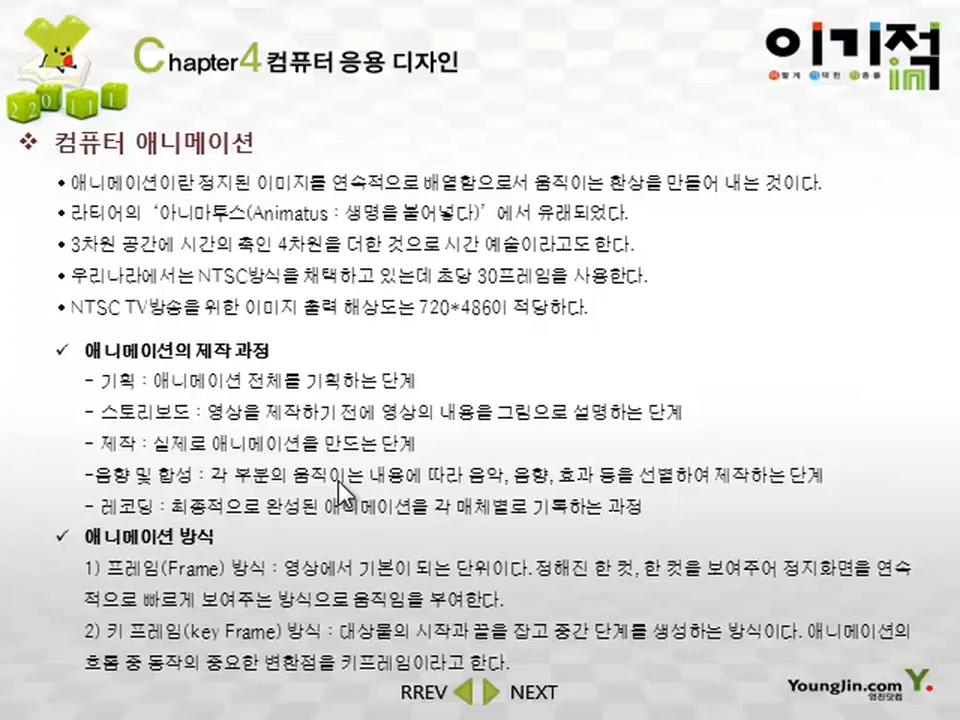 Chapter4 컴퓨터 응용 디자인
이기적in
2011
❖ 컴퓨터 애니메이션
• 애니메이션이란 정지된 이미지를 연속적으로 배열함으로서 움직이는 환상을 만들어 내는 것이다.
• 라티어의 ‘아니마투스(Animatus : 생명을 불어넣다)’에서 유래되었다.
• 3차원 공간에 시간의 축인 4차원을 더한 것으로 시간 예술이라고도 한다.
• 우리나라에서는 NTSC방식을 채택하고 있는데 초당 30프레임을 사용한다.
• NTSC TV방송을 위한 이미지 출력 해상도는 720*486이 적당하다.
✓ 애니메이션의 제작 과정
- 기획 : 애니메이션 전체를 기획하는 단계
- 스토리보드 : 영상을 제작하기 전에 영상의 내용을 그림으로 설명하는 단계
- 제작 : 실제로 애니메이션을 만드는 단계
-음향 및 합성 : 각 부분의 움직이는 내용에 따라 음악, 음향, 효과 등을 선별하여 제작하는 단계
- 레코딩 : 최종적으로 완성된 애니메이션을 각 매체별로 기록하는 과정
✓ 애니메이션 방식
1) 프레임(Frame) 방식 : 영상에서 기본이 되는 단위이다. 정해진 한 컷, 한 컷을 보여주어 정지화면을 연속
적으로 빠르게 보여주는 방식으로 움직임을 부여한다.
2) 키 프레임(key Frame) 방식 : 대상물의 시작과 끝을 잡고 중간 단계를 생성하는 방식이다. 애니메이션의
흐름 중 동작의 중요한 변환점을 키프레임이라고 한다.
RREV NEXT
YoungJin.com Y.
영진닷컴